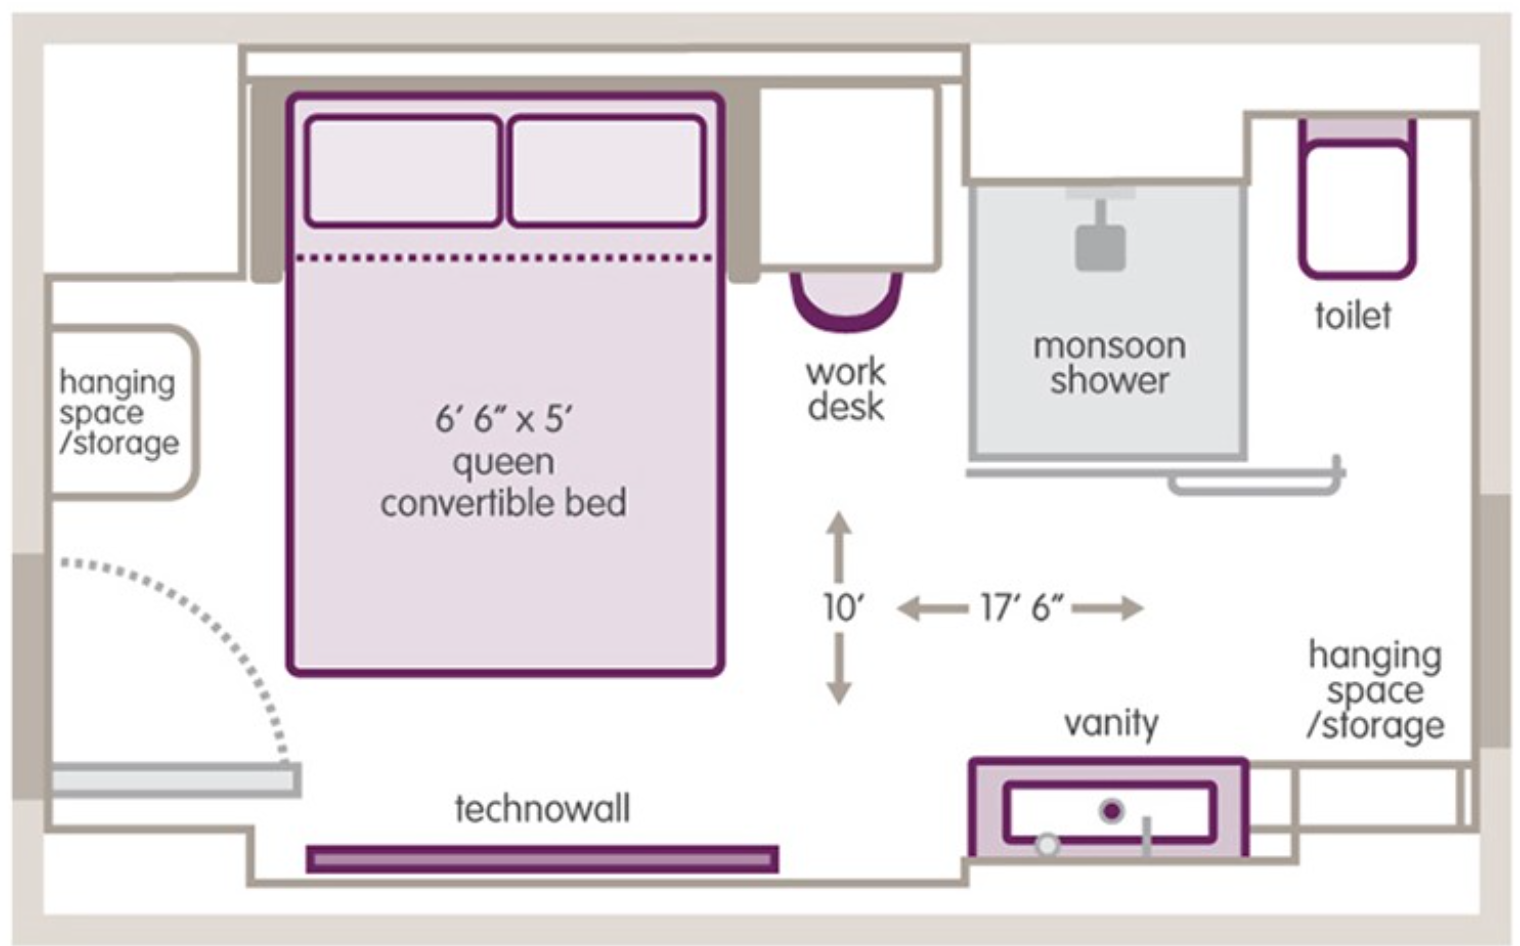 hanging
space
/storage
6′ 6″ x 5′
queen
convertible bed
work
desk
monsoon
shower
toilet
10′
17′ 6″
hanging
space
/storage
vanity
technowall